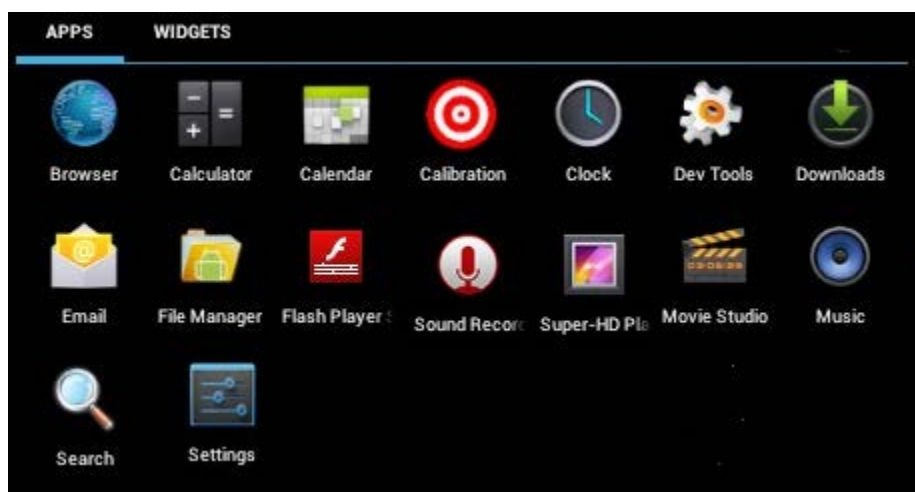 APPS WIDGETS
Browser Calculator Calendar Calibration Clock Dev Tools Downloads
Email File Manager Flash Player S Sound Recor Super-HD Pla Movie Studio Music
Search Settings